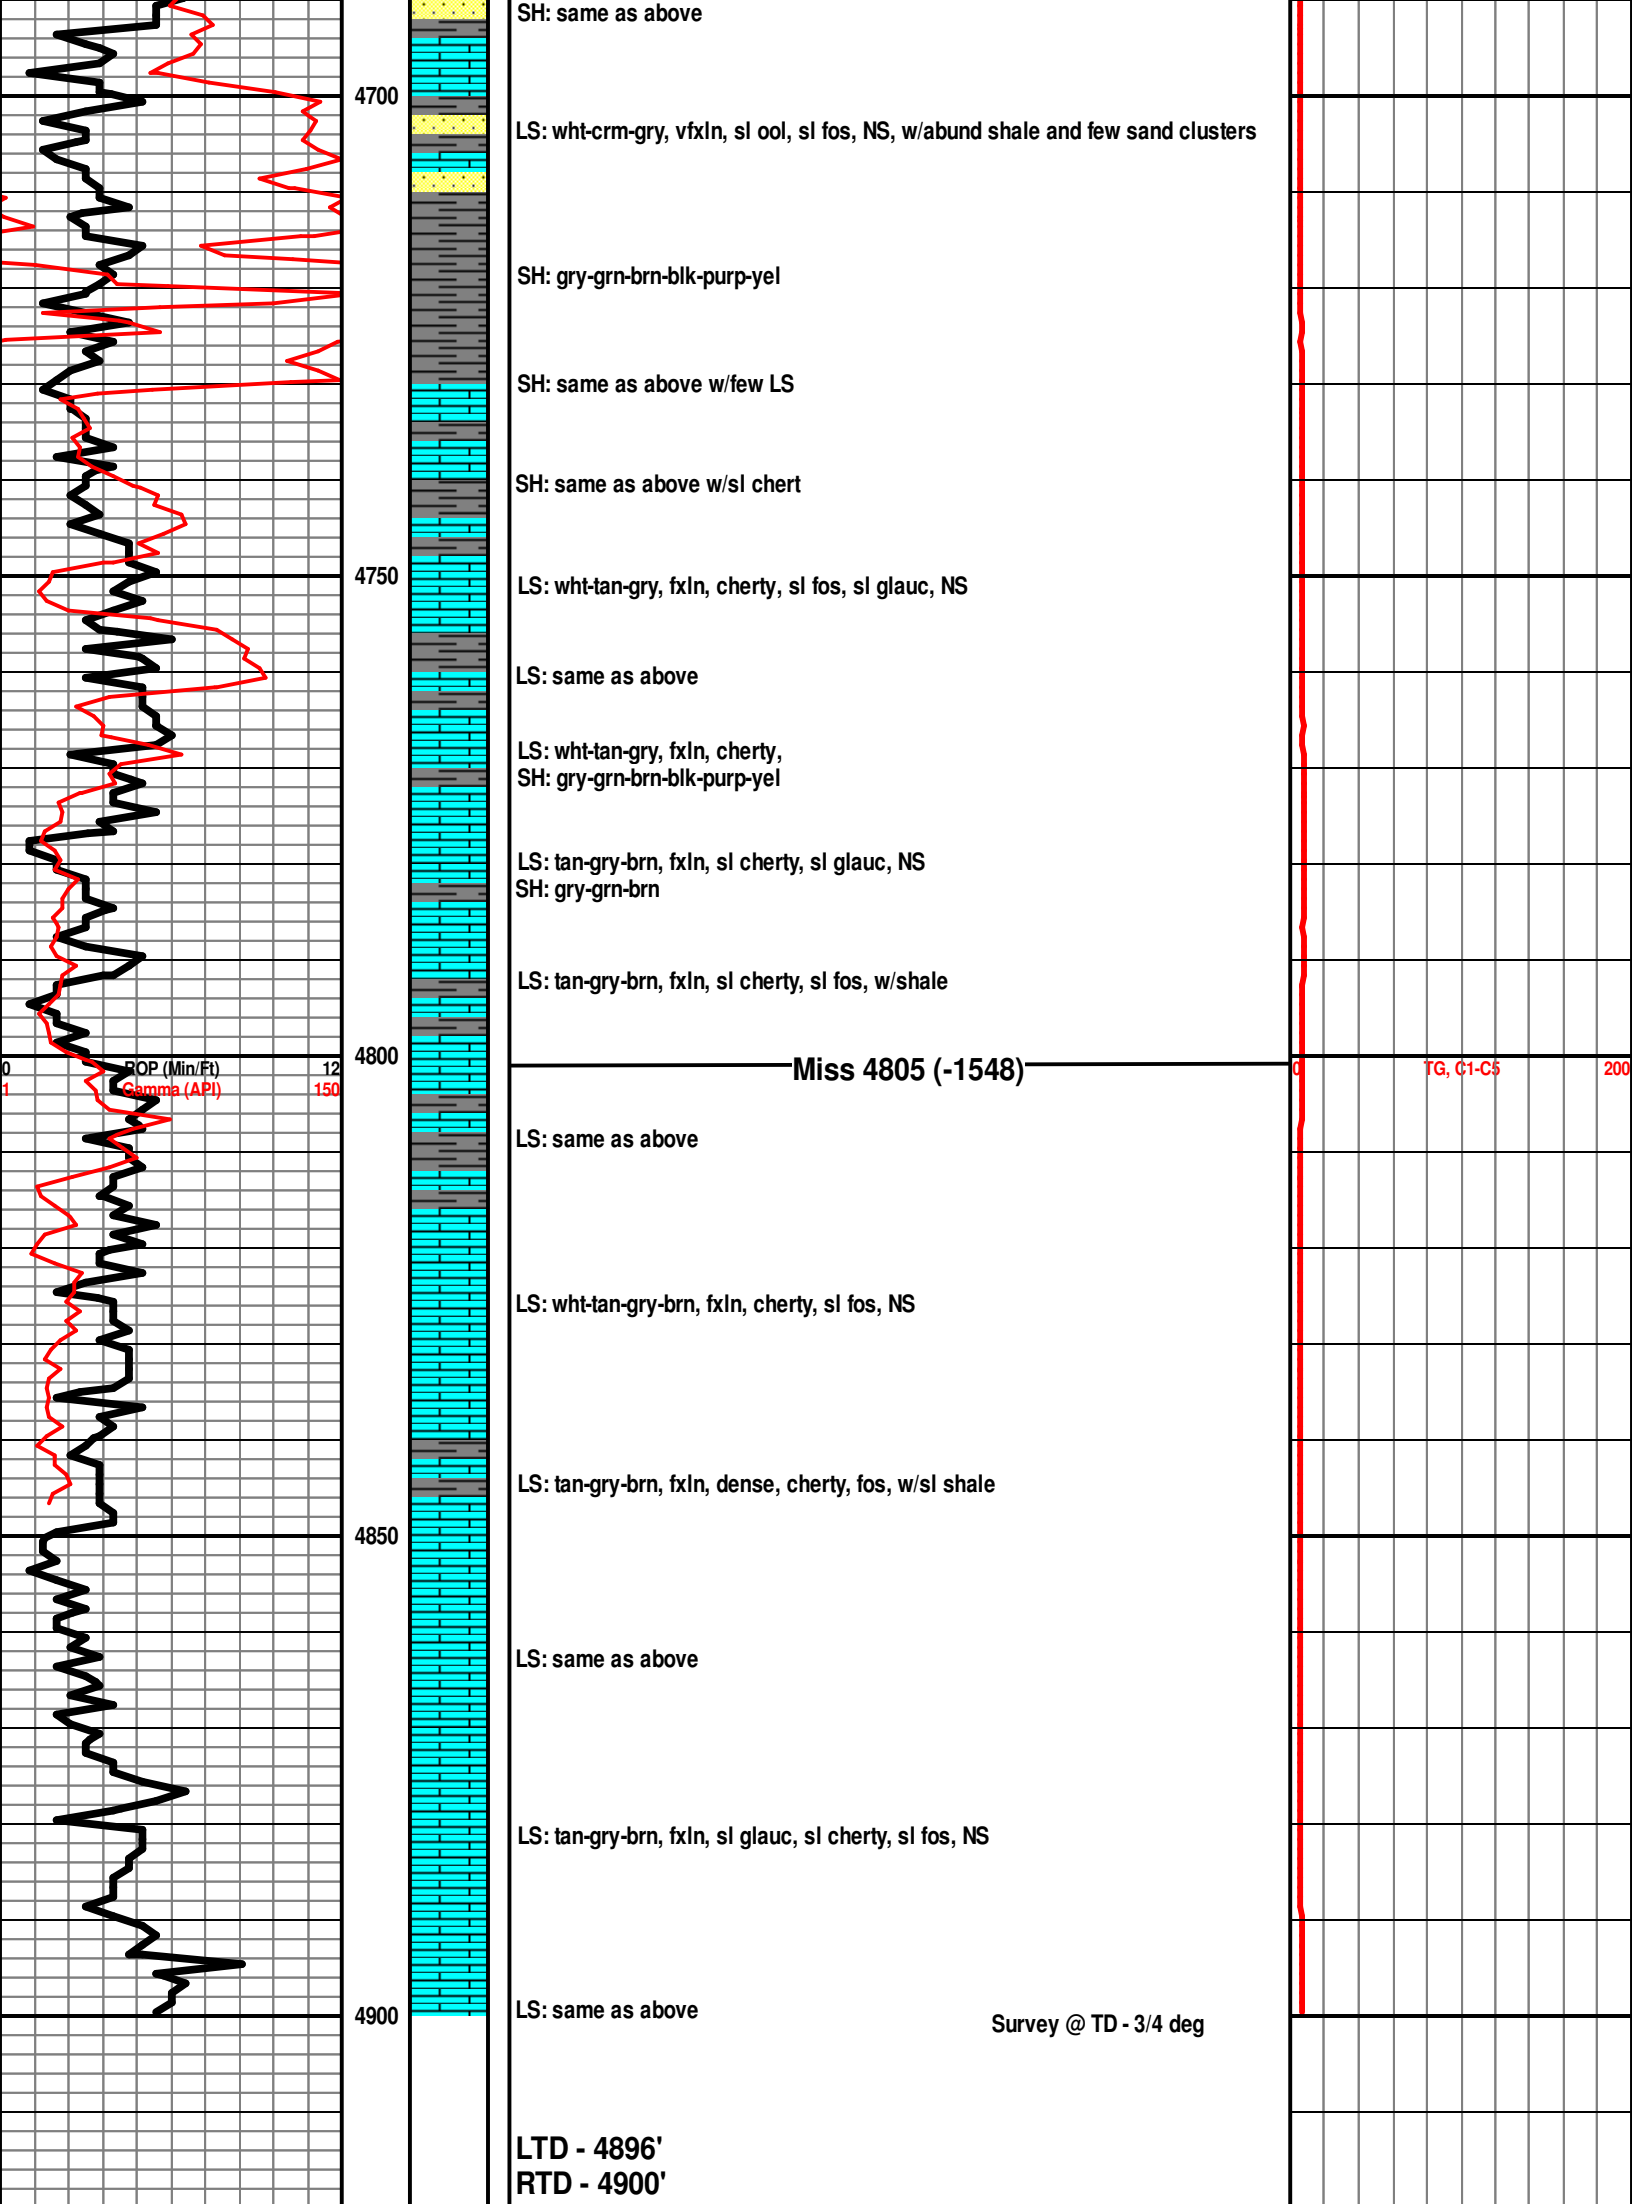 SH: same as above
4700
LS: wht-crm-gry, vfxln, sl ool, sl fos, NS, w/abund shale and few sand clusters
SH: gry-grn-brn-blk-purp-yel
SH: same as above w/few LS
SH: same as above w/sl chert
4750
LS: wht-tan-gry, fxln, cherty, sl fos, sl glauc, NS
LS: same as above
LS: wht-tan-gry, fxln, cherty,
SH: gry-grn-brn-blk-purp-yel
LS: tan-gry-brn, fxln, sl cherty, sl glauc, NS
SH: gry-grn-brn
LS: tan-gry-brn, fxln, sl cherty, sl fos, w/shale
4800
0 ROP (Min/Ft) 12
1 Gamma (API) 150
Miss 4805 (-1548)
0 TG, C1-C5 200
LS: same as above
LS: wht-tan-gry-brn, fxln, cherty, sl fos, NS
LS: tan-gry-brn, fxln, dense, cherty, fos, w/sl shale
4850
LS: same as above
LS: tan-gry-brn, fxln, sl glauc, sl cherty, sl fos, NS
4900
LS: same as above
Survey @ TD - 3/4 deg
LTD - 4896'
RTD - 4900'